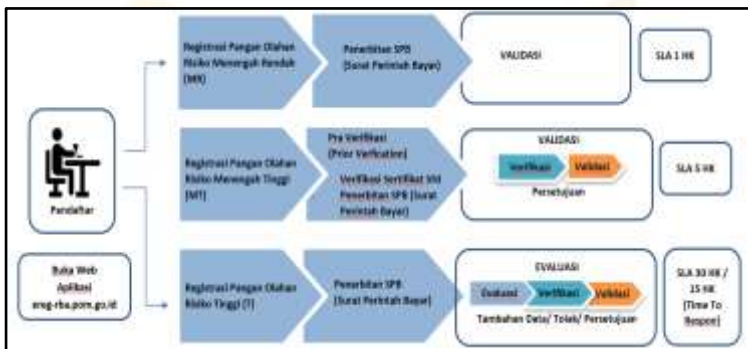 Registrasi Pangan Olahan
Risiko Menengah Rendah
(MR)
Penerbitan SPB
(Surat Perintah Bayar)
VALIDASI
SLA 1 HK
Pendaftar
Registrasi Pangan Olahan
Risiko Menengah Tinggi
(MT)
Pra Verifikasi
(Prior Verification)
Verifikasi Sertifikat SNI
Penerbitan SPB (Surat
Perintah Bayar)
VALIDASI
Verifikasi
Validasi
Persetujuan
SLA 5 HK
Buka Web
Aplikasi
ereg-rba.pom.go.id
Registrasi Pangan Olahan
Risiko Tinggi (T)
Penerbitan SPB
(Surat Perintah Bayar)
EVALUASI
Evaluasi
Verifikasi
Validasi
Tambahan Data/ Tolak/ Persetujuan
SLA 30 HK /
15 HK
(Time To
Respon)